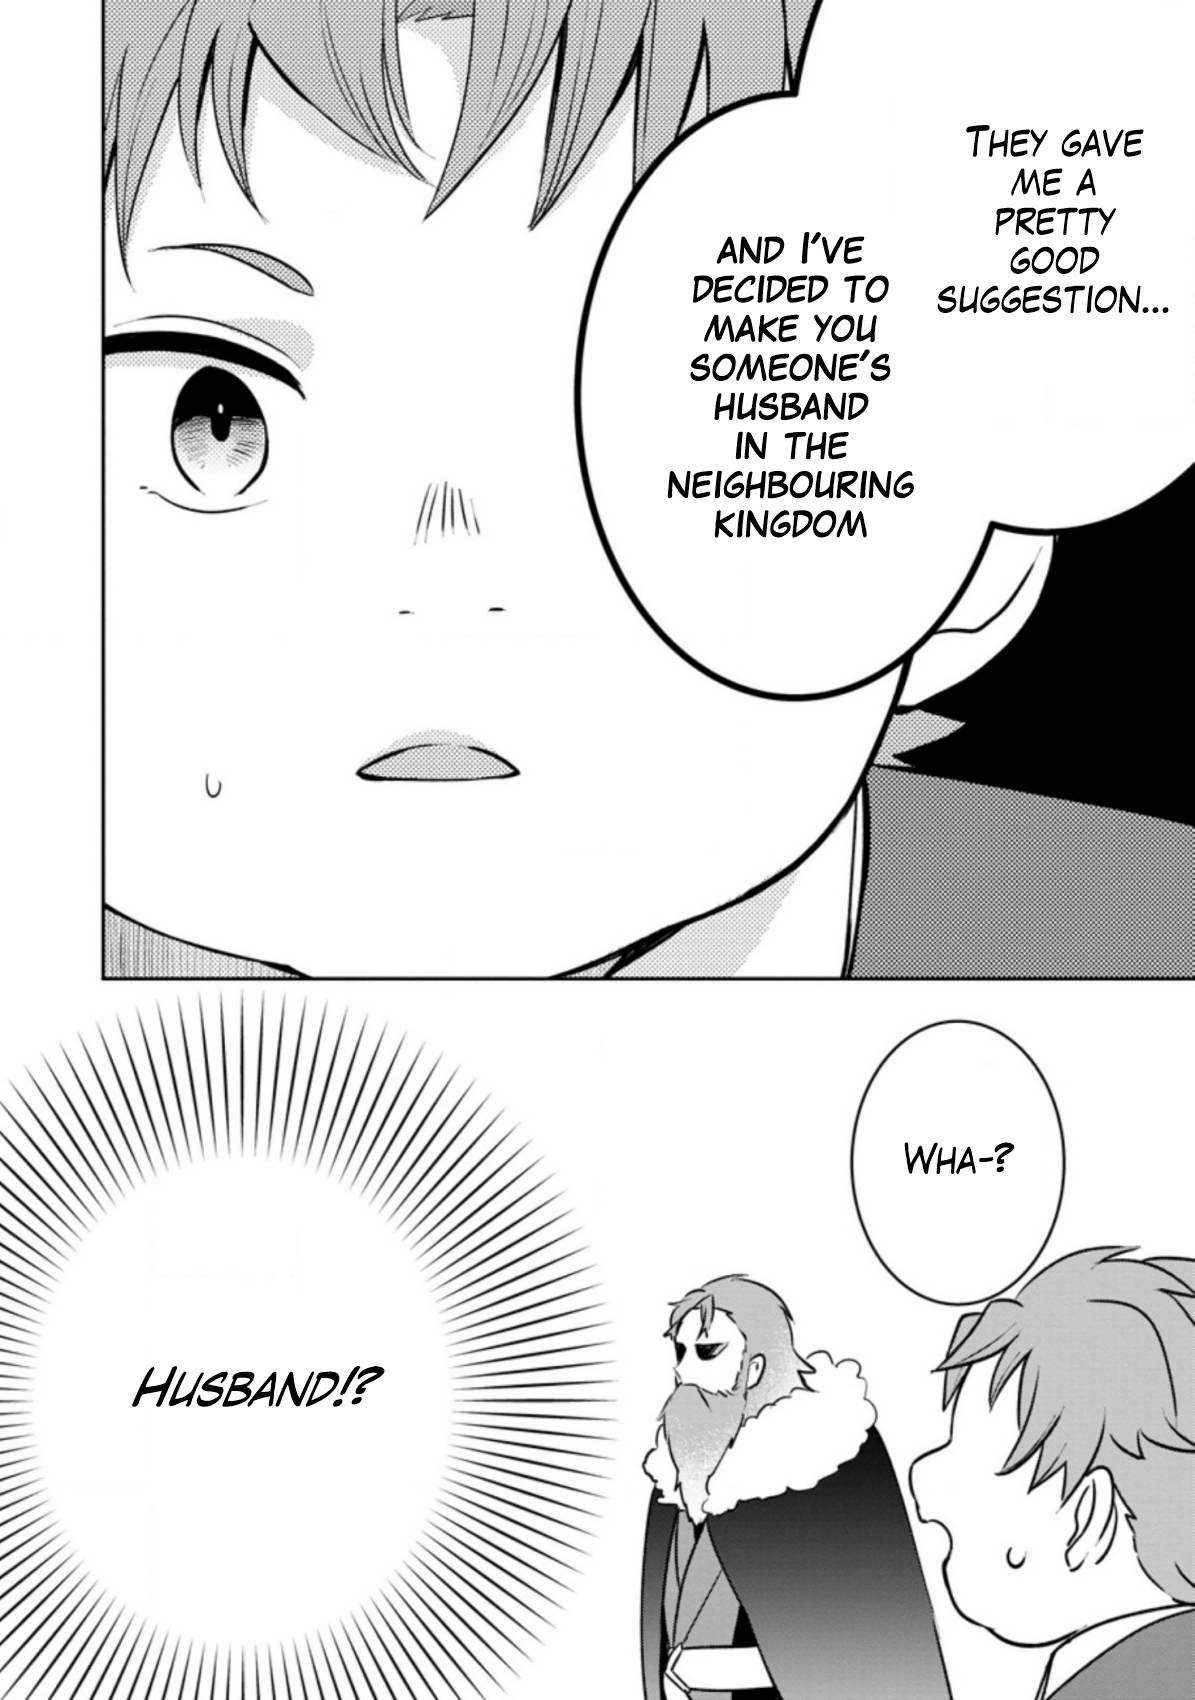 THEY GAVE
ME A
PRETTY
GOOD
SUGGESTION...
AND I'VE
DECIDED TO
MAKE YOU
SOMEONE'S
HUSBAND
IN THE
NEIGHBOURING
KINGDOM
WHA-?
HUSBAND!?